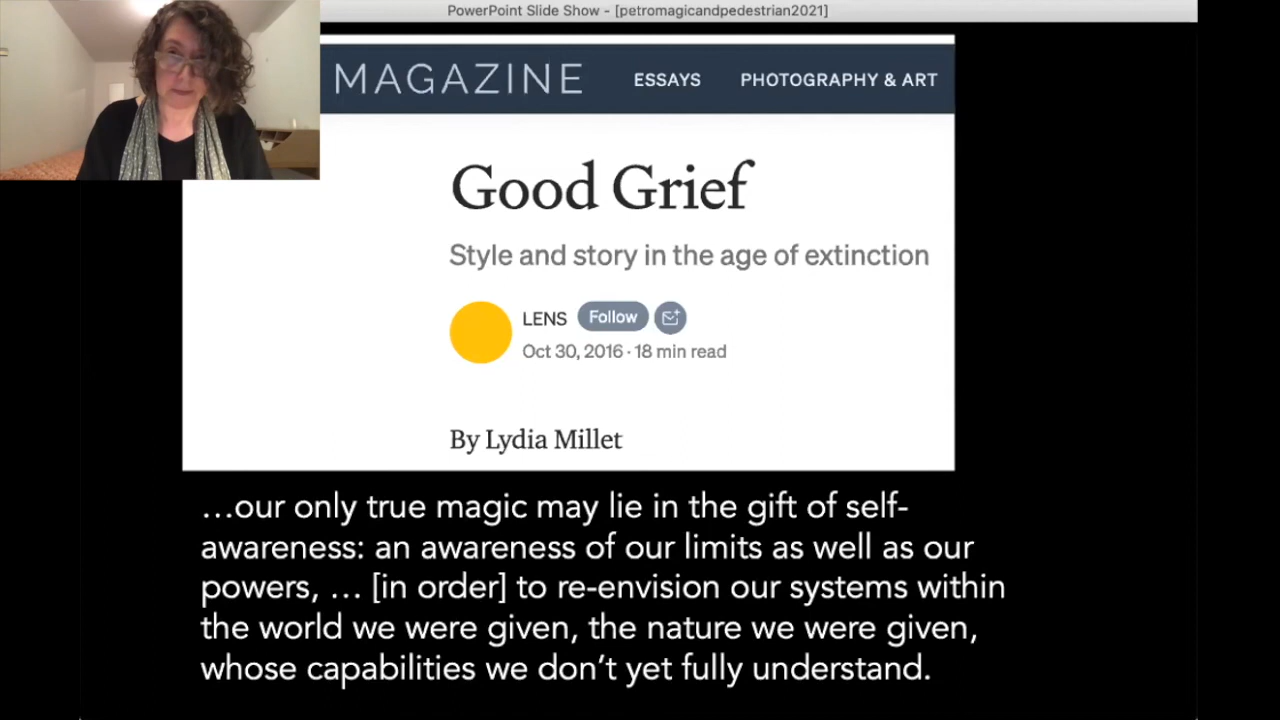 PowerPoint Slide Show - [petromagicandpedestrian2021]
MAGAZINE ESSAYS PHOTOGRAPHY & ART
Good Grief
Style and story in the age of extinction
LENS Follow
Oct 30, 2016 · 18 min read
By Lydia Millet
…our only true magic may lie in the gift of self-
awareness: an awareness of our limits as well as our
powers, … [in order] to re-envision our systems within
the world we were given, the nature we were given,
whose capabilities we don’t yet fully understand.